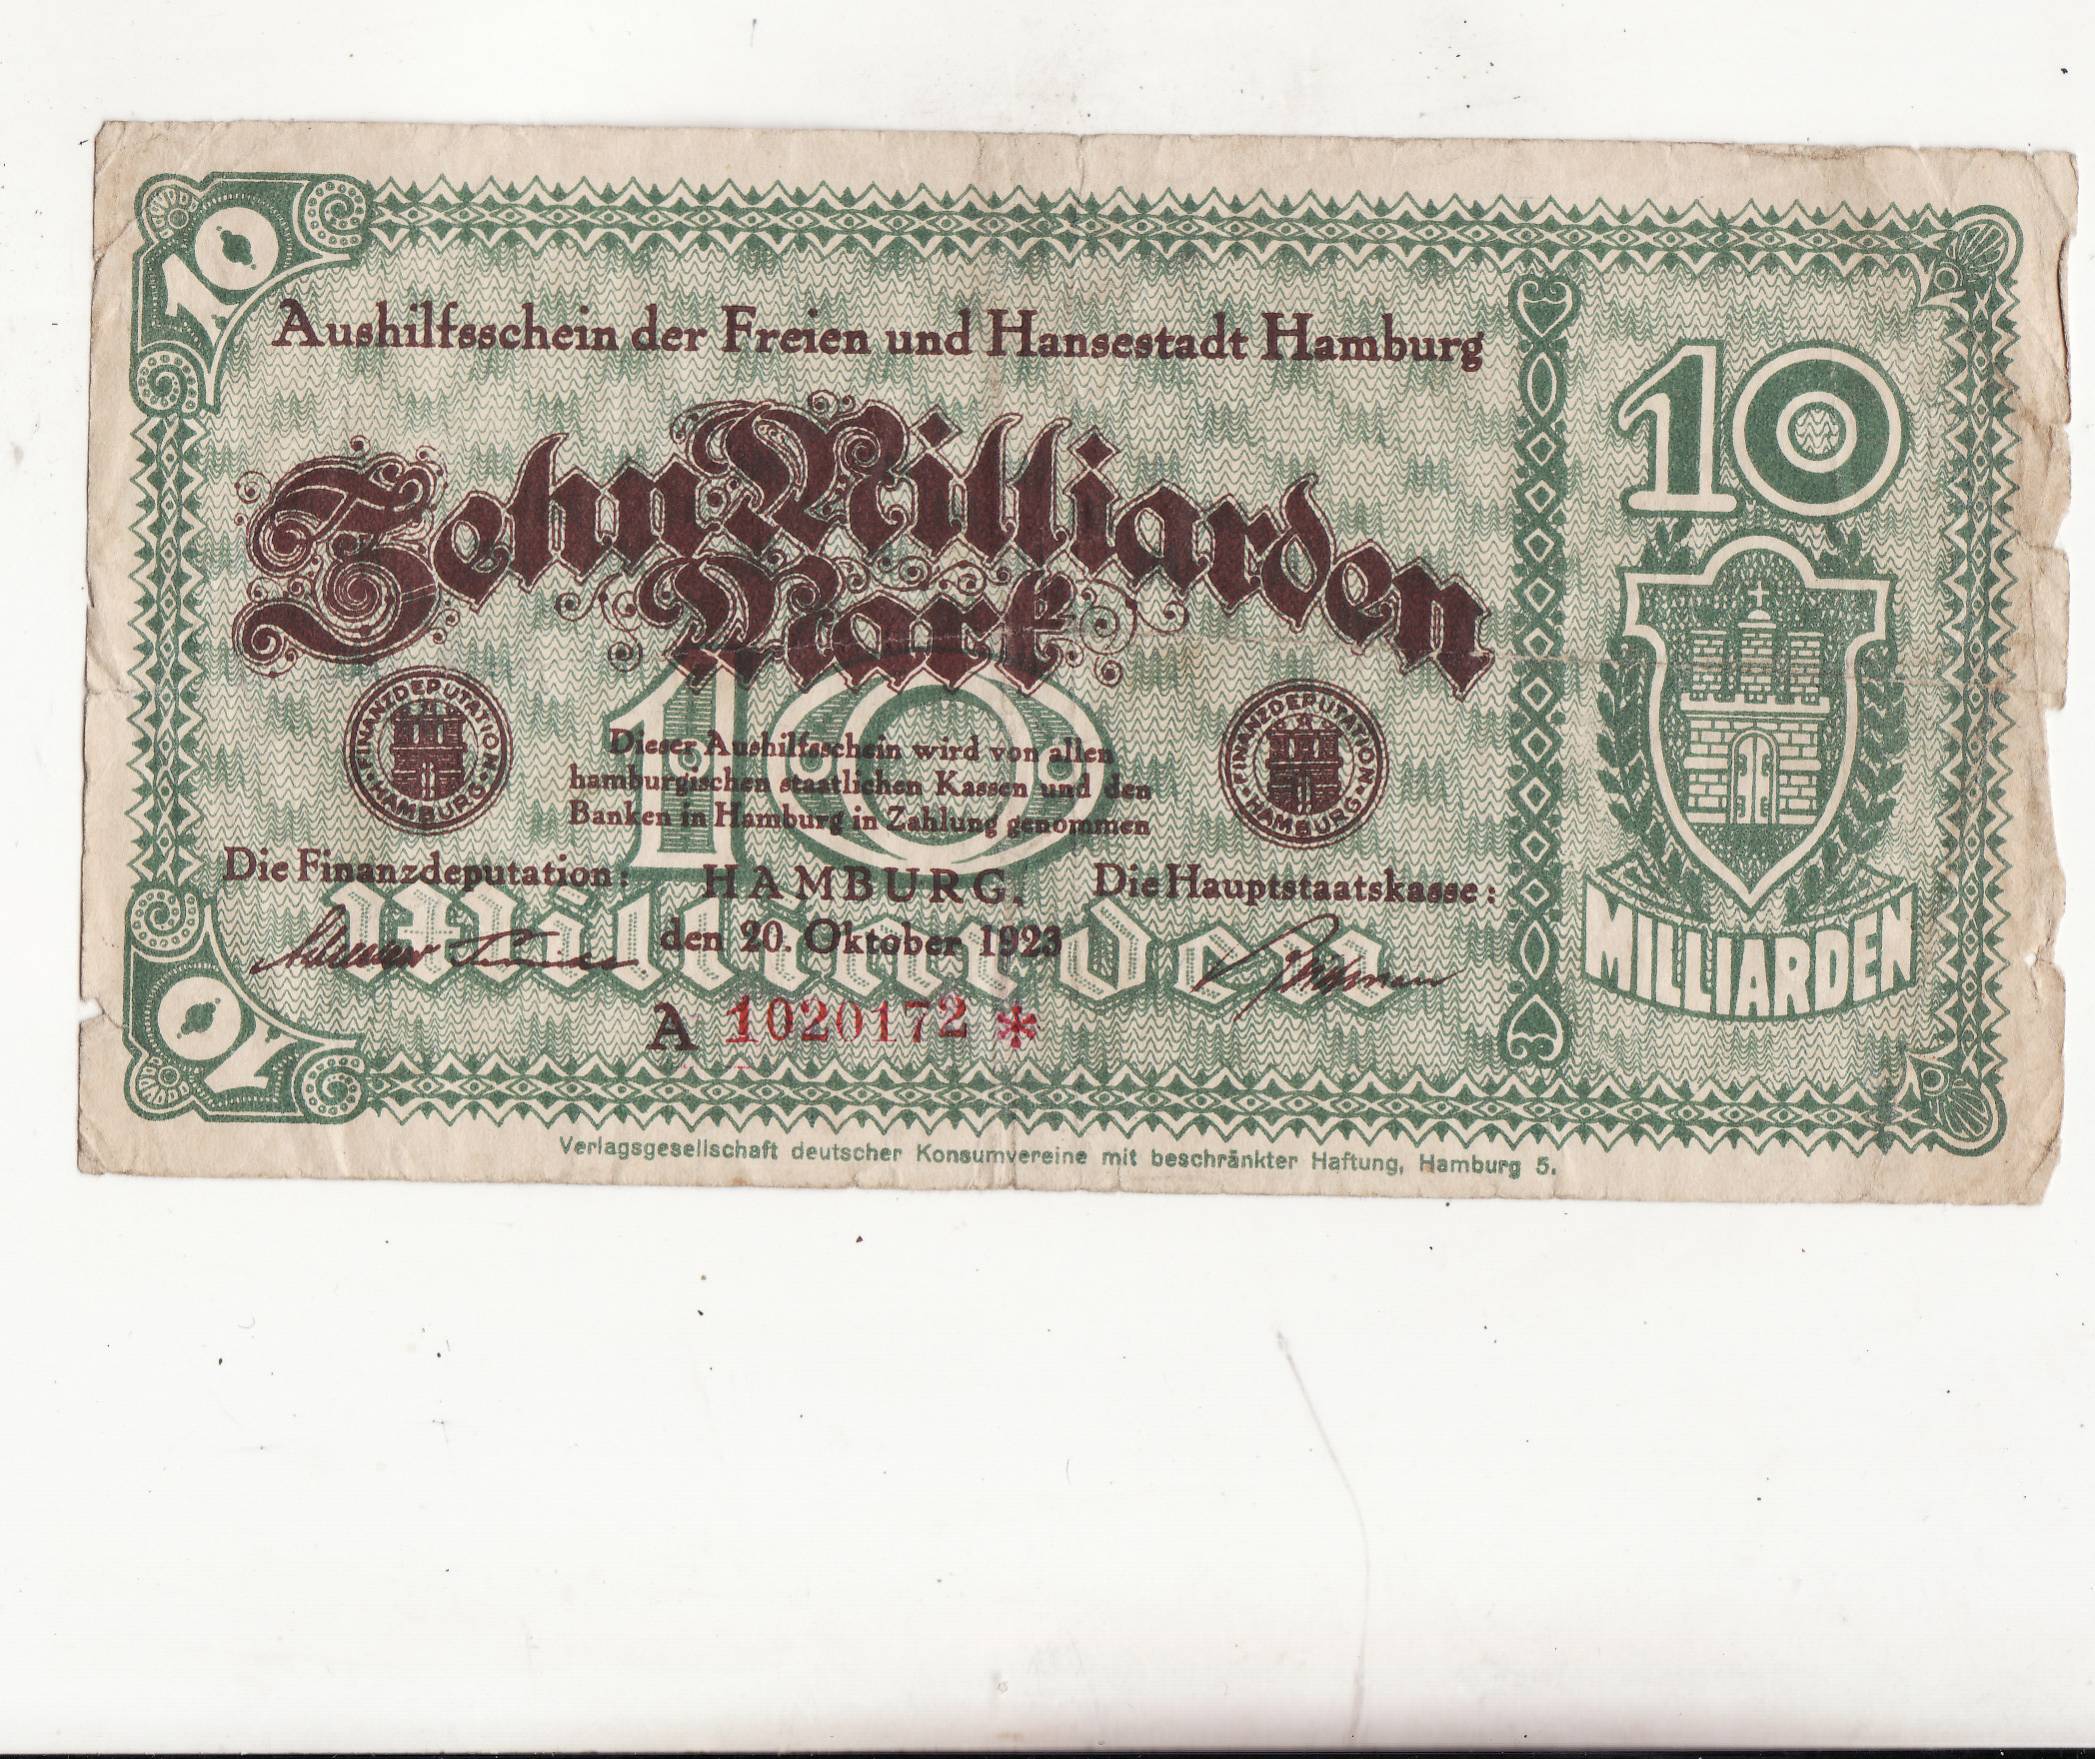 10
Aushilfsschein der Freien und Hansestadt Hamburg
Zehn Milliarden
Mark
10
10
FINANZDEPUTATION
HAMBURG
FINANZDEPUTATION
HAMBURG
Dieser Aushilfsschein wird von allen
hamburgischen staatlichen Kassen und den
Banken in Hamburg in Zahlung genommen
Die Finanzdeputation:
HAMBURG,
Die Hauptstaatskasse:
Milliarden
den 20. Oktober 1923
MILLIARDEN
10
A 1020172 *
Verlagsgesellschaft deutscher Konsumvereine mit beschränkter Haftung, Hamburg 5.